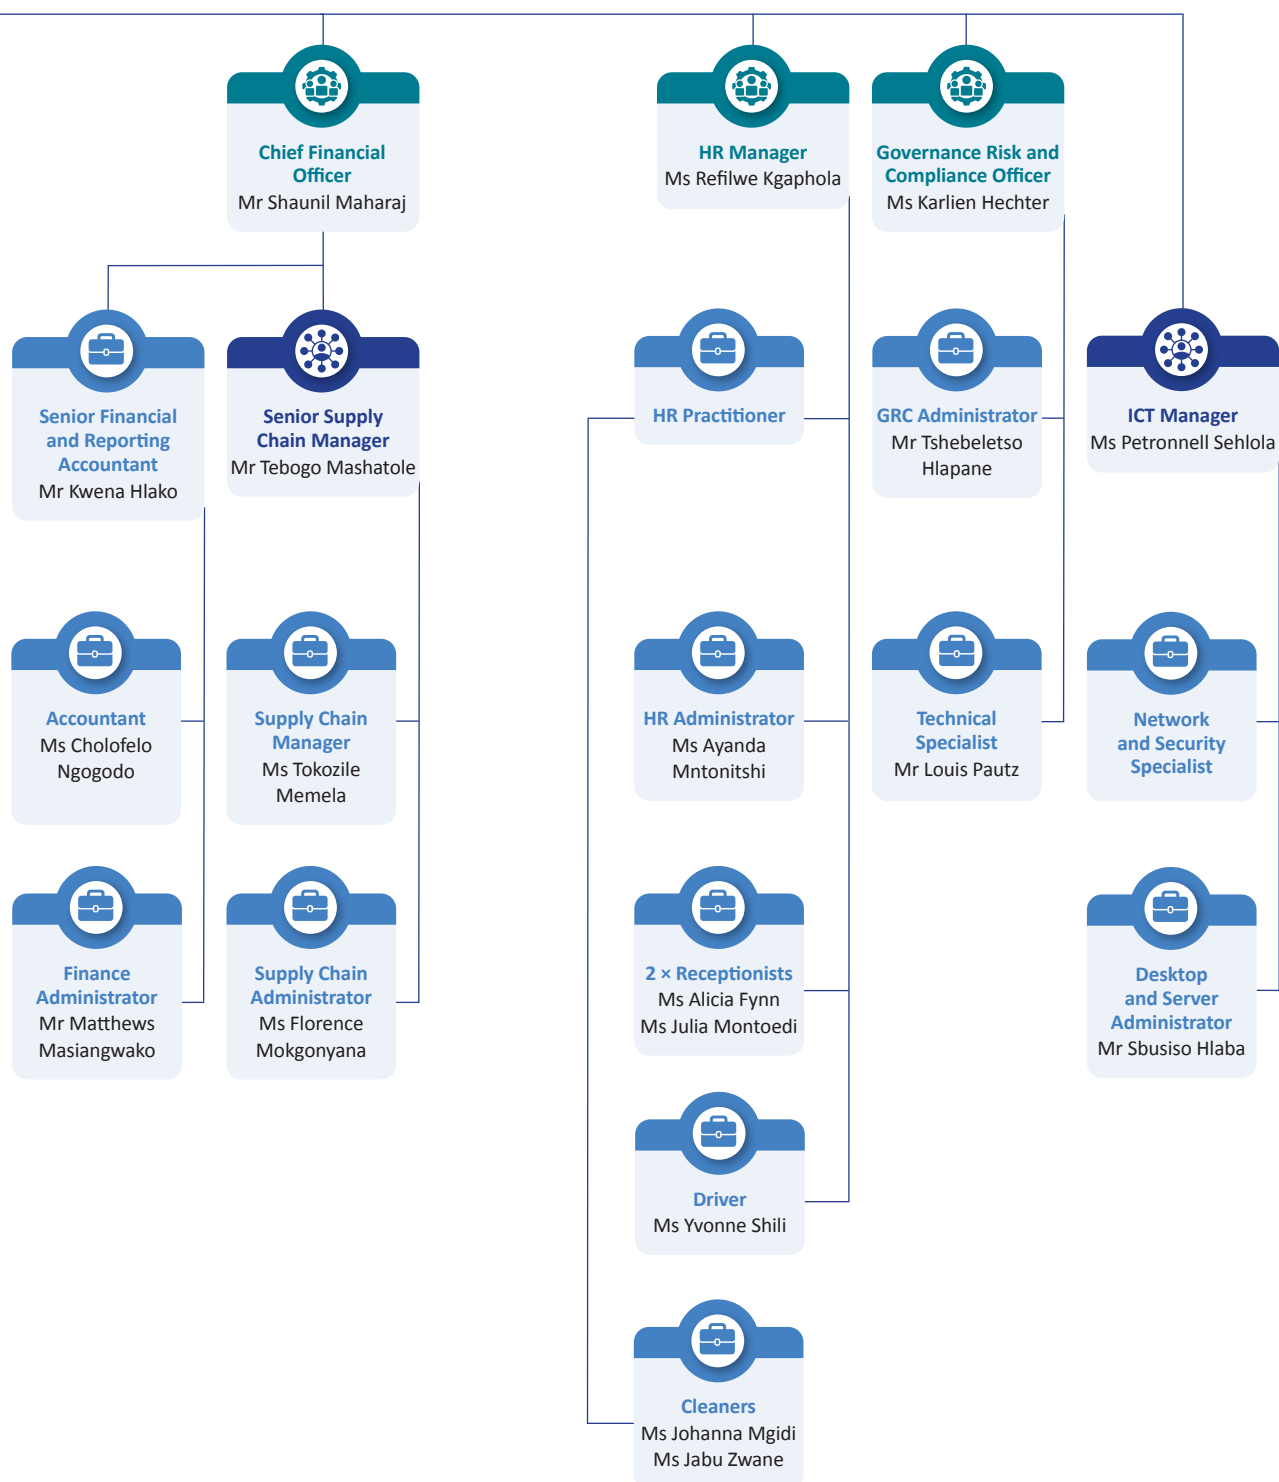 Chief Financial
Officer
Mr Shaunil Maharaj
HR Manager
Ms Refilwe Kgaphola
Governance Risk and
Compliance Officer
Ms Karlien Hechter
Senior Financial
and Reporting
Accountant
Mr Kwena Hlako
Senior Supply
Chain Manager
Mr Tebogo Mashatole
HR Practitioner
GRC Administrator
Mr Tshebeletso
Hlapane
ICT Manager
Ms Petronnell Sehlola
Accountant
Ms Cholofelo
Ngogodo
Supply Chain
Manager
Ms Tokozile
Memela
HR Administrator
Ms Ayanda
Mntonitshi
Technical
Specialist
Mr Louis Pautz
Network
and Security
Specialist
Finance
Administrator
Mr Matthews
Masiangwako
Supply Chain
Administrator
Ms Florence
Mokgonyana
2 × Receptionists
Ms Alicia Fynn
Ms Julia Montoedi
Desktop
and Server
Administrator
Mr Sbusiso Hlaba
Driver
Ms Yvonne Shili
Cleaners
Ms Johanna Mgidi
Ms Jabu Zwane